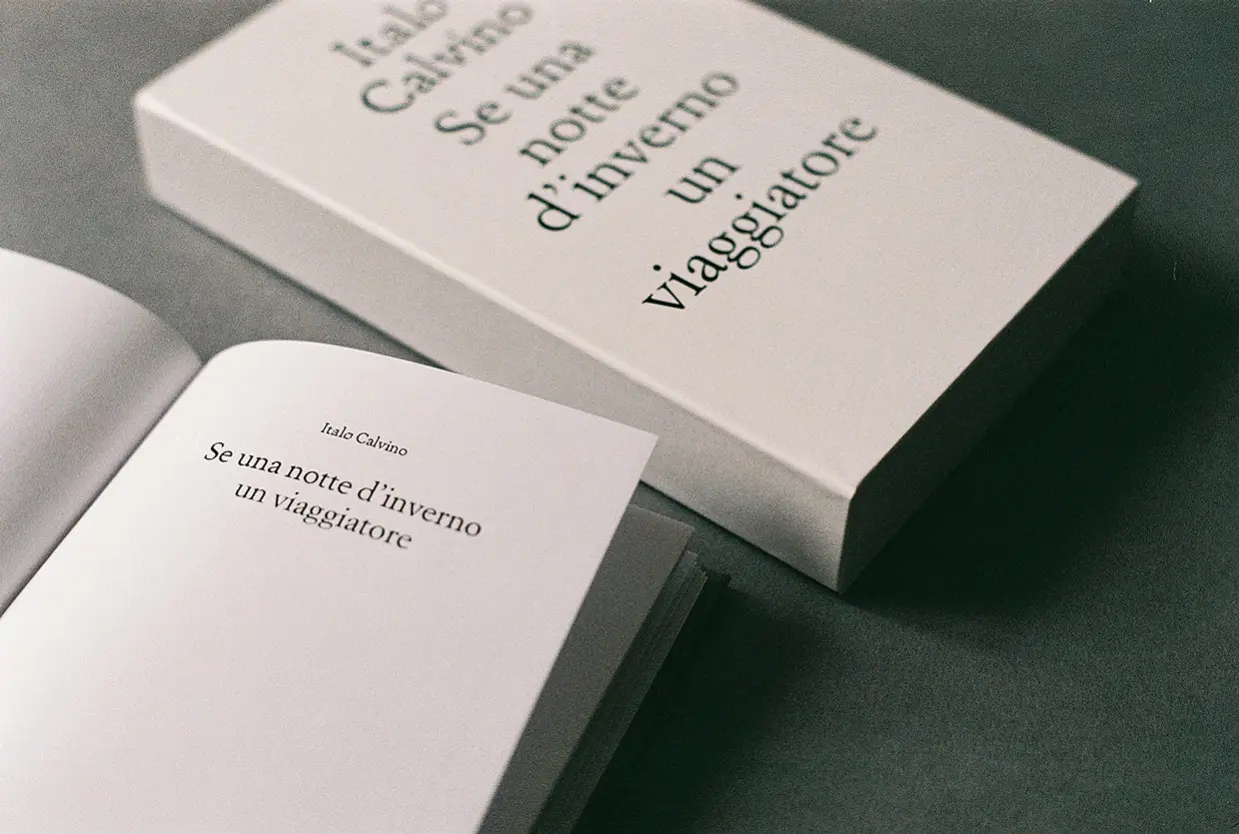 Italo
Calvino
Se una
notte
d’inverno
un
viaggiatore
Italo Calvino
Se una notte d’inverno
un viaggiatore